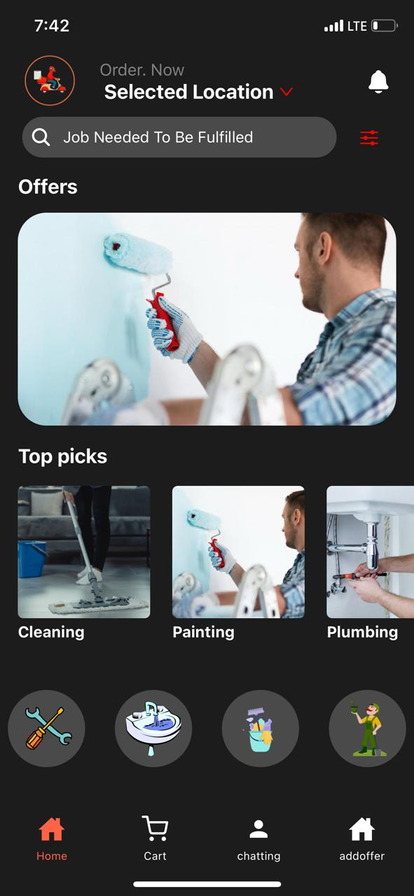 7:42
LTE
Order. Now
Selected Location
Job Needed To Be Fulfilled
Offers
Top picks
Cleaning
Painting
Plumbing
Home
Cart
chatting
addoffer